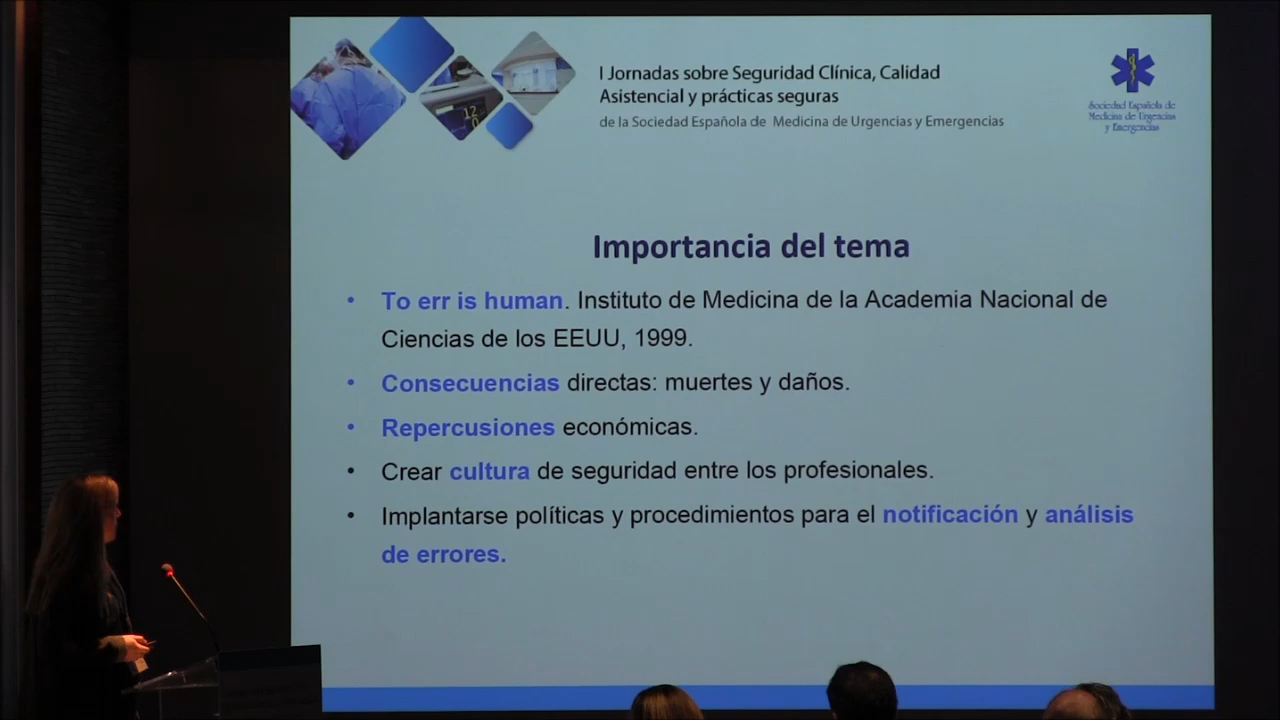 I Jornadas sobre Seguridad Clínica, Calidad
Asistencial y prácticas seguras
de la Sociedad Española de Medicina de Urgencias y Emergencias
Sociedad Española de
Medicina de Urgencias
y Emergencias
12
0
Importancia del tema
• To err is human. Instituto de Medicina de la Academia Nacional de
Ciencias de los EEUU, 1999.
• Consecuencias directas: muertes y daños.
• Repercusiones económicas.
• Crear cultura de seguridad entre los profesionales.
• Implantarse políticas y procedimientos para el notificación y análisis
de errores.